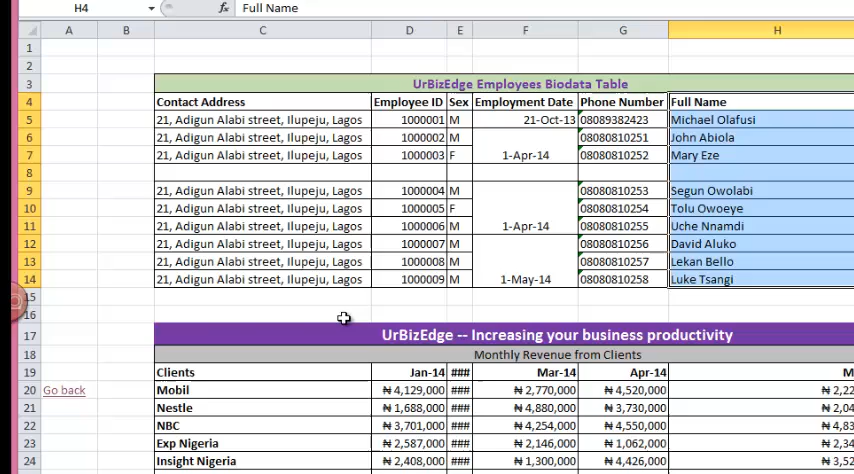 H4 fx Full Name
A B C D E F G H
1
2
3 UrBizEdge Employees Biodata Table
4 Contact Address Employee ID Sex Employment Date Phone Number Full Name
5 21, Adigun Alabi street, Ilupeju, Lagos 1000001 M 21-Oct-13 08089382423 Michael Olafusi
6 21, Adigun Alabi street, Ilupeju, Lagos 1000002 M 08080810251 John Abiola
7 21, Adigun Alabi street, Ilupeju, Lagos 1000003 F 1-Apr-14 08080810252 Mary Eze
8
9 21, Adigun Alabi street, Ilupeju, Lagos 1000004 M 08080810253 Segun Owolabi
10 21, Adigun Alabi street, Ilupeju, Lagos 1000005 F 08080810254 Tolu Owoeye
11 21, Adigun Alabi street, Ilupeju, Lagos 1000006 M 1-Apr-14 08080810255 Uche Nnamdi
12 21, Adigun Alabi street, Ilupeju, Lagos 1000007 M 08080810256 David Aluko
13 21, Adigun Alabi street, Ilupeju, Lagos 1000008 M 08080810257 Lekan Bello
14 21, Adigun Alabi street, Ilupeju, Lagos 1000009 M 1-May-14 08080810258 Luke Tsangi
15
16
17 UrBizEdge -- Increasing your business productivity
18 Monthly Revenue from Clients
19 Clients Jan-14 ### Mar-14 Apr-14 M
20 Go back Mobil ₦ 4,129,000 ### ₦ 2,770,000 ₦ 4,520,000 ₦ 2,22
21 Nestle ₦ 1,688,000 ### ₦ 4,880,000 ₦ 3,730,000 ₦ 2,04
22 NBC ₦ 3,701,000 ### ₦ 4,254,000 ₦ 4,550,000 ₦ 4,83
23 Exp Nigeria ₦ 2,587,000 ### ₦ 2,146,000 ₦ 1,062,000 ₦ 2,04
24 Insight Nigeria ₦ 2,408,000 ### ₦ 1,300,000 ₦ 4,426,000 ₦ 3,52